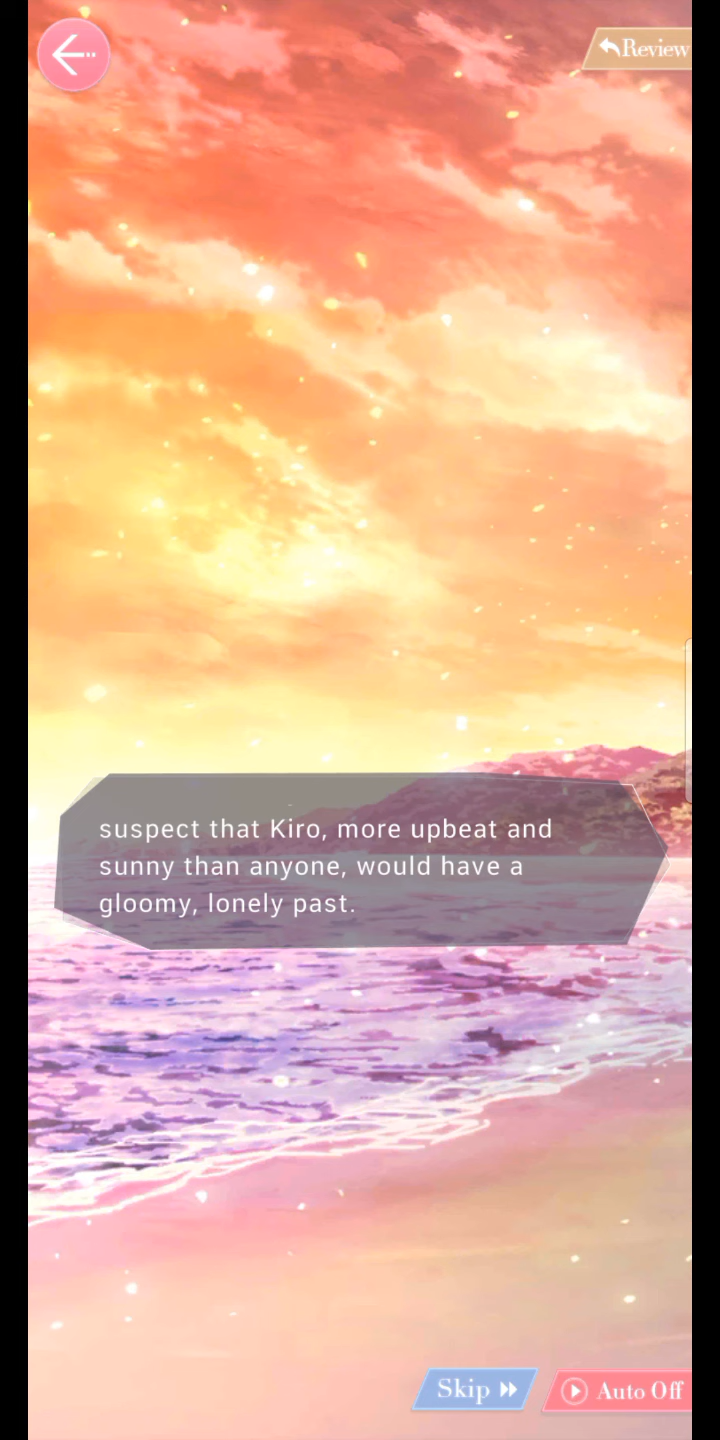 Review
suspect that Kiro, more upbeat and
sunny than anyone, would have a
gloomy, lonely past.
Skip
Auto Off